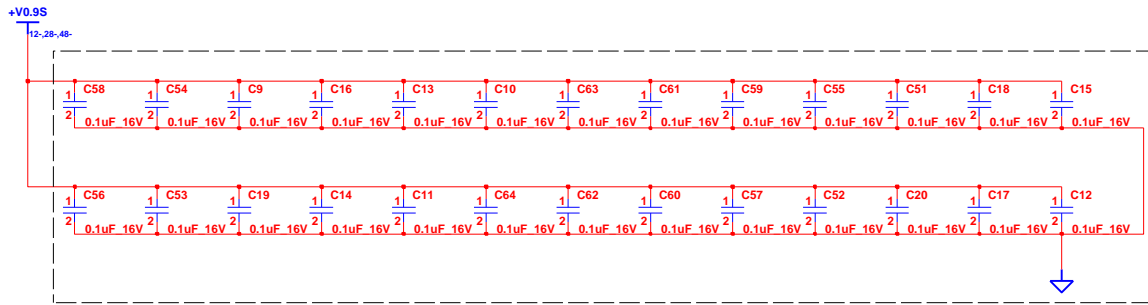 +V0.9S
12-,28-,48-
1 C58 1 C54 1 C9 1 C16 1 C13 1 C10 1 C63 1 C61 1 C59 1 C55 1 C51 1 C18 1 C15
2 0.1uF_16V 2 0.1uF_16V 2 0.1uF_16V 2 0.1uF_16V 2 0.1uF_16V 2 0.1uF_16V 2 0.1uF_16V 2 0.1uF_16V 2 0.1uF_16V 2 0.1uF_16V 2 0.1uF_16V 2 0.1uF_16V 2 0.1uF_16V
1 C56 1 C53 1 C19 1 C14 1 C11 1 C64 1 C62 1 C60 1 C57 1 C52 1 C20 1 C17 1 C12
2 0.1uF_16V 2 0.1uF_16V 2 0.1uF_16V 2 0.1uF_16V 2 0.1uF_16V 2 0.1uF_16V 2 0.1uF_16V 2 0.1uF_16V 2 0.1uF_16V 2 0.1uF_16V 2 0.1uF_16V 2 0.1uF_16V 2 0.1uF_16V